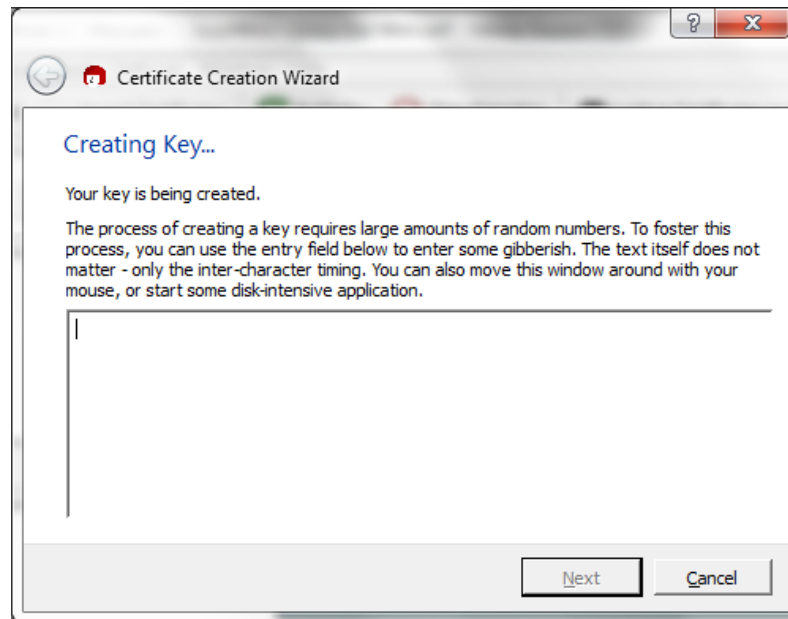 ?
X
Certificate Creation Wizard
Creating Key...
Your key is being created.
The process of creating a key requires large amounts of random numbers. To foster this
process, you can use the entry field below to enter some gibberish. The text itself does not
matter - only the inter-character timing. You can also move this window around with your
mouse, or start some disk-intensive application.
Next
Cancel